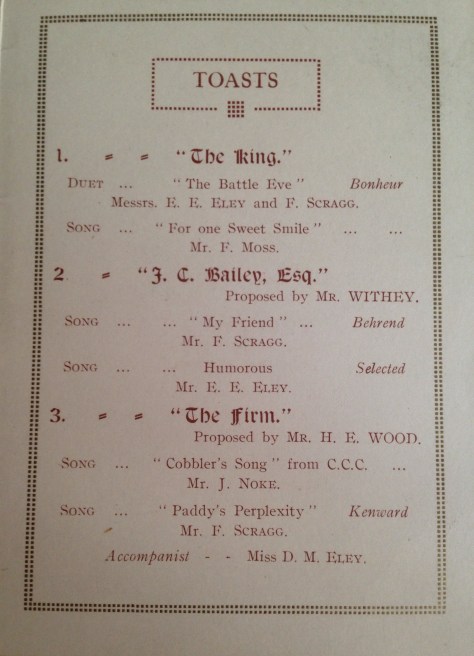 TOASTS
1. = = "The King."
DUET ... "The Battle Eve" Bonheur
Messrs. E. E. ELEY and F. SCRAGG.
SONG ... "For one Sweet Smile" ... ...
Mr. F. MOSS.
2 = "J. C. Bailey, Esq."
Proposed by MR. WITHEY.
SONG ... ... "My Friend" ... Behrend
Mr. F. SCRAGG.
SONG ... ... Humorous Selected
Mr. E. E. ELEY.
3. = = "The Firm."
Proposed by MR. H. E. WOOD.
SONG ... "Cobbler's Song" from C.C.C. ...
Mr. J. NOKE.
SONG ... "Paddy's Perplexity" Kenward
Mr. F. SCRAGG.
Accompanist - - Miss D. M. ELEY.